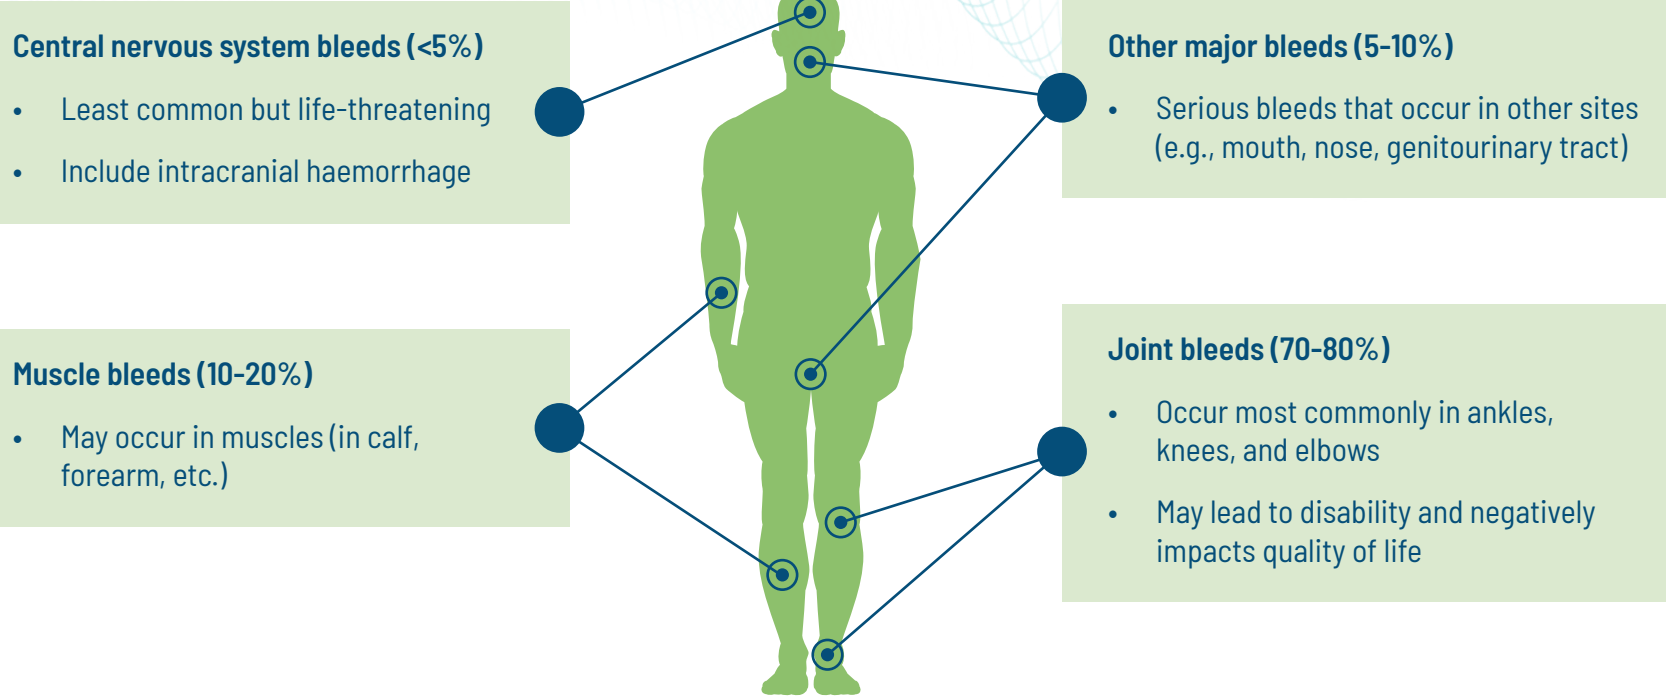 Central nervous system bleeds (<5%)
• Least common but life-threatening
• Include intracranial haemorrhage
Other major bleeds (5-10%)
• Serious bleeds that occur in other sites
(e.g., mouth, nose, genitourinary tract)
Muscle bleeds (10-20%)
• May occur in muscles (in calf,
forearm, etc.)
Joint bleeds (70-80%)
• Occur most commonly in ankles,
knees, and elbows
• May lead to disability and negatively
impacts quality of life